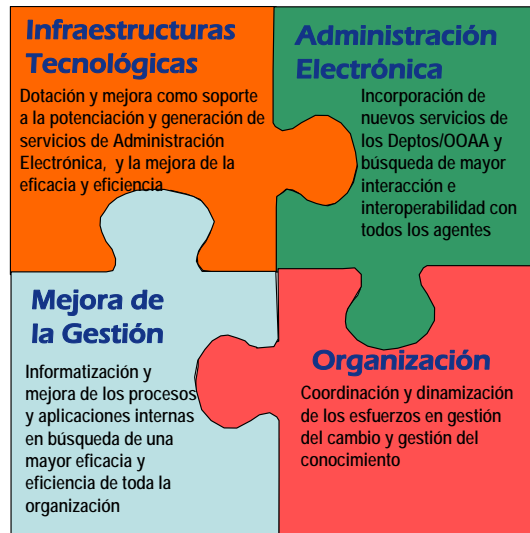 Infraestructuras
Tecnológicas
Dotación y mejora como soporte
a la potenciación y generación de
servicios de Administración
Electrónica, y la mejora de la
eficacia y eficiencia
Administración
Electrónica
Incorporación de
nuevos servicios de
los Deptos/OOAA y
búsqueda de mayor
interacción e
interoperabilidad con
todos los agentes
Mejora de
la Gestión
Informatización y
mejora de los procesos
y aplicaciones internas
en búsqueda de una
mayor eficacia y
eficiencia de toda la
organización
Organización
Coordinación y dinamización
de los esfuerzos en gestión
del cambio y gestión del
conocimiento